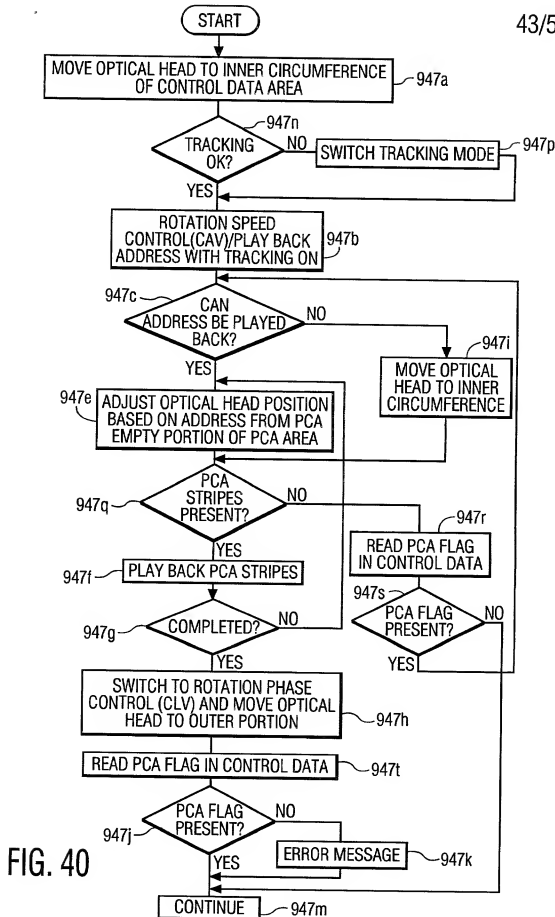 START
43/5
MOVE OPTICAL HEAD TO INNER CIRCUMFERENCE
OF CONTROL DATA AREA
947a
947n
TRACKING
OK?
NO
SWITCH TRACKING MODE
947p
YES
ROTATION SPEED
CONTROL(CAV)/PLAY BACK
ADDRESS WITH TRACKING ON
947b
947c
CAN
ADDRESS BE PLAYED
BACK?
NO
947i
MOVE OPTICAL
HEAD TO INNER
CIRCUMFERENCE
YES
947e
ADJUST OPTICAL HEAD POSITION
BASED ON ADDRESS FROM PCA
EMPTY PORTION OF PCA AREA
947q
PCA
STRIPES
PRESENT?
NO
947r
READ PCA FLAG
IN CONTROL DATA
YES
947f
PLAY BACK PCA STRIPES
947s
PCA FLAG
PRESENT?
NO
YES
947g
COMPLETED?
NO
YES
SWITCH TO ROTATION PHASE
CONTROL (CLV) AND MOVE OPTICAL
HEAD TO OUTER PORTION
947h
READ PCA FLAG IN CONTROL DATA
947t
947j
PCA FLAG
PRESENT?
NO
ERROR MESSAGE
947k
YES
FIG. 40
CONTINUE
947m